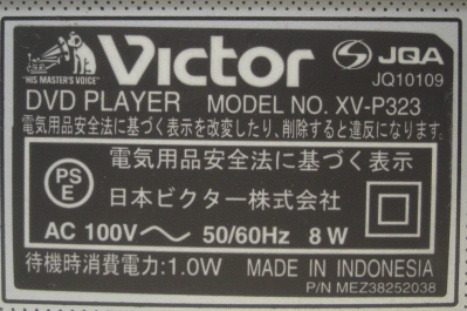 "HIS MASTER'S VOICE" Victor JQA
JQ10109
DVD PLAYER MODEL NO. XV-P323
電気用品安全法に基づく表示を改変したり、削除すると違反になります。
電気用品安全法に基づく表示
PS
E
日本ビクター株式会社
AC 100V〜 50/60Hz 8W
待機時消費電力:1.0W MADE IN INDONESIA
P/N MEZ38252038